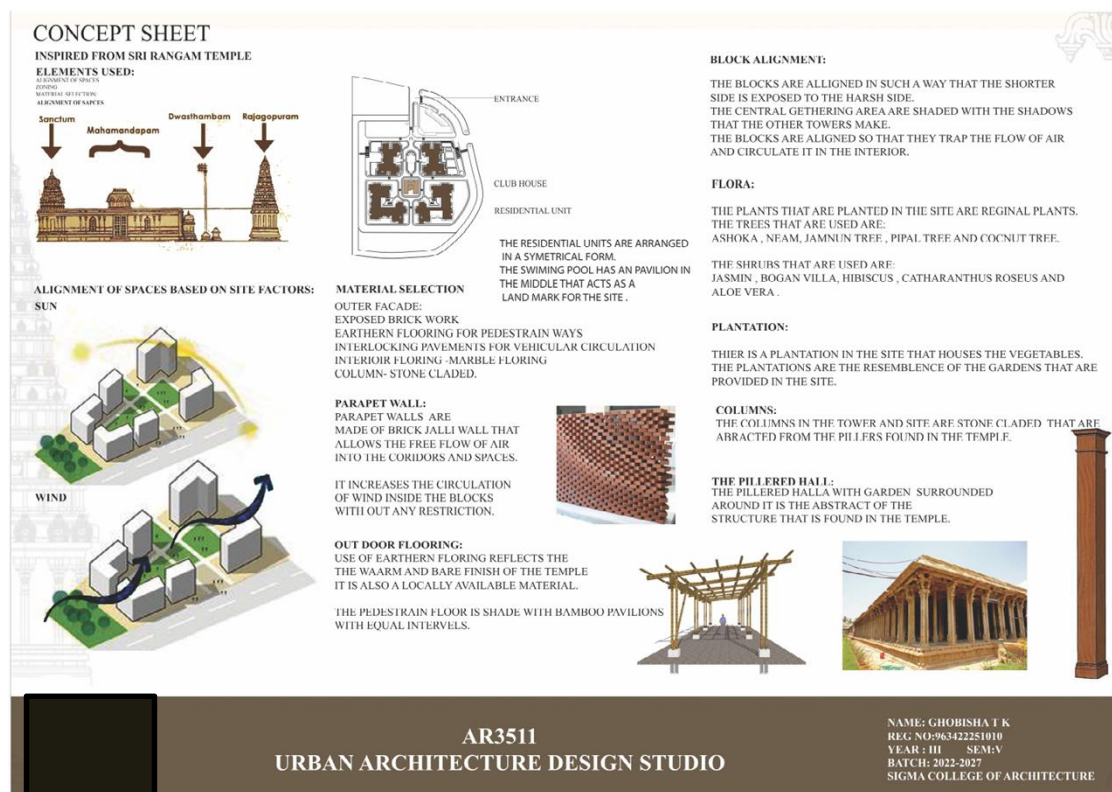 CONCEPT SHEET
INSPIRED FROM SRI RANGAM TEMPLE
ELEMENTS USED:
ALIGNMENT OF SPACES
ZONING
MATERIAL SELECTION:
ALIGNMENT OF SAPCES
Sanctum
Mahamandapam
Dwasthambam
Rajagopuram
ENTRANCE
CLUB HOUSE
RESIDENTIAL UNIT
THE RESIDENTIAL UNITS ARE ARRANGED
IN A SYMETRICAL FORM.
THE SWIMING POOL HAS AN PAVILION IN
THE MIDDLE THAT ACTS AS A
LAND MARK FOR THE SITE .
ALIGNMENT OF SPACES BASED ON SITE FACTORS:
SUN
WIND
MATERIAL SELECTION
OUTER FACADE:
EXPOSED BRICK WORK
EARTHERN FLOORING FOR PEDESTRAIN WAYS
INTERLOCKING PAVEMENTS FOR VEHICULAR CIRCULATION
INTERIOIR FLORING -MARBLE FLORING
COLUMN- STONE CLADED.
PARAPET WALL:
PARAPET WALLS ARE
MADE OF BRICK JALLI WALL THAT
ALLOWS THE FREE FLOW OF AIR
INTO THE CORIDORS AND SPACES.
IT INCREASES THE CIRCULATION
OF WIND INSIDE THE BLOCKS
WITH OUT ANY RESTRICTION.
OUT DOOR FLOORING:
USE OF EARTHERN FLORING REFLECTS THE
THE WAARM AND BARE FINISH OF THE TEMPLE
IT IS ALSO A LOCALLY AVAILABLE MATERIAL.
THE PEDESTRAIN FLOOR IS SHADE WITH BAMBOO PAVILIONS
WITH EQUAL INTERVELS.
BLOCK ALIGNMENT:
THE BLOCKS ARE ALLIGNED IN SUCH A WAY THAT THE SHORTER
SIDE IS EXPOSED TO THE HARSH SIDE.
THE CENTRAL GETHERING AREA ARE SHADED WITH THE SHADOWS
THAT THE OTHER TOWERS MAKE.
THE BLOCKS ARE ALIGNED SO THAT THEY TRAP THE FLOW OF AIR
AND CIRCULATE IT IN THE INTERIOR.
FLORA:
THE PLANTS THAT ARE PLANTED IN THE SITE ARE REGINAL PLANTS.
THE TREES THAT ARE USED ARE:
ASHOKA , NEAM, JAMNUN TREE , PIPAL TREE AND COCNUT TREE.
THE SHRUBS THAT ARE USED ARE:
JASMIN , BOGAN VILLA, HIBISCUS , CATHARANTHUS ROSEUS AND
ALOE VERA .
PLANTATION:
THIER IS A PLANTATION IN THE SITE THAT HOUSES THE VEGETABLES.
THE PLANTATIONS ARE THE RESEMBLENCE OF THE GARDENS THAT ARE
PROVIDED IN THE SITE.
COLUMNS:
THE COLUMNS IN THE TOWER AND SITE ARE STONE CLADED THAT ARE
ABRACTED FROM THE PILLERS FOUND IN THE TEMPLE.
THE PILLERED HALL:
THE PILLERED HALLA WITH GARDEN SURROUNDED
AROUND IT IS THE ABSTRACT OF THE
STRUCTURE THAT IS FOUND IN THE TEMPLE.
AR3511
URBAN ARCHITECTURE DESIGN STUDIO
NAME: GHOBISHA T K
REG NO:963422251010
YEAR : III SEM:V
BATCH: 2022-2027
SIGMA COLLEGE OF ARCHITECTURE